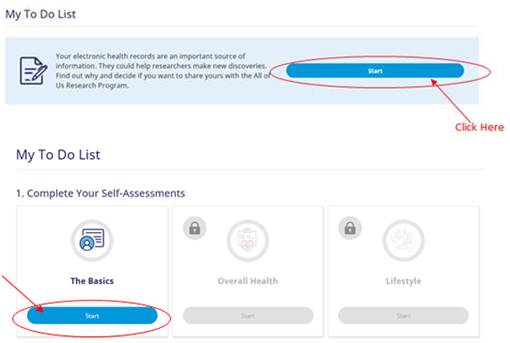 My To Do List
Your electronic health records are an important source of
information. They could help researchers make new discoveries.
Find out why and decide if you want to share yours with the All of
Us Research Program.
Start
Click Here
My To Do List
1. Complete Your Self-Assessments
The Basics
Overall Health
Lifestyle
Start
Start
Start